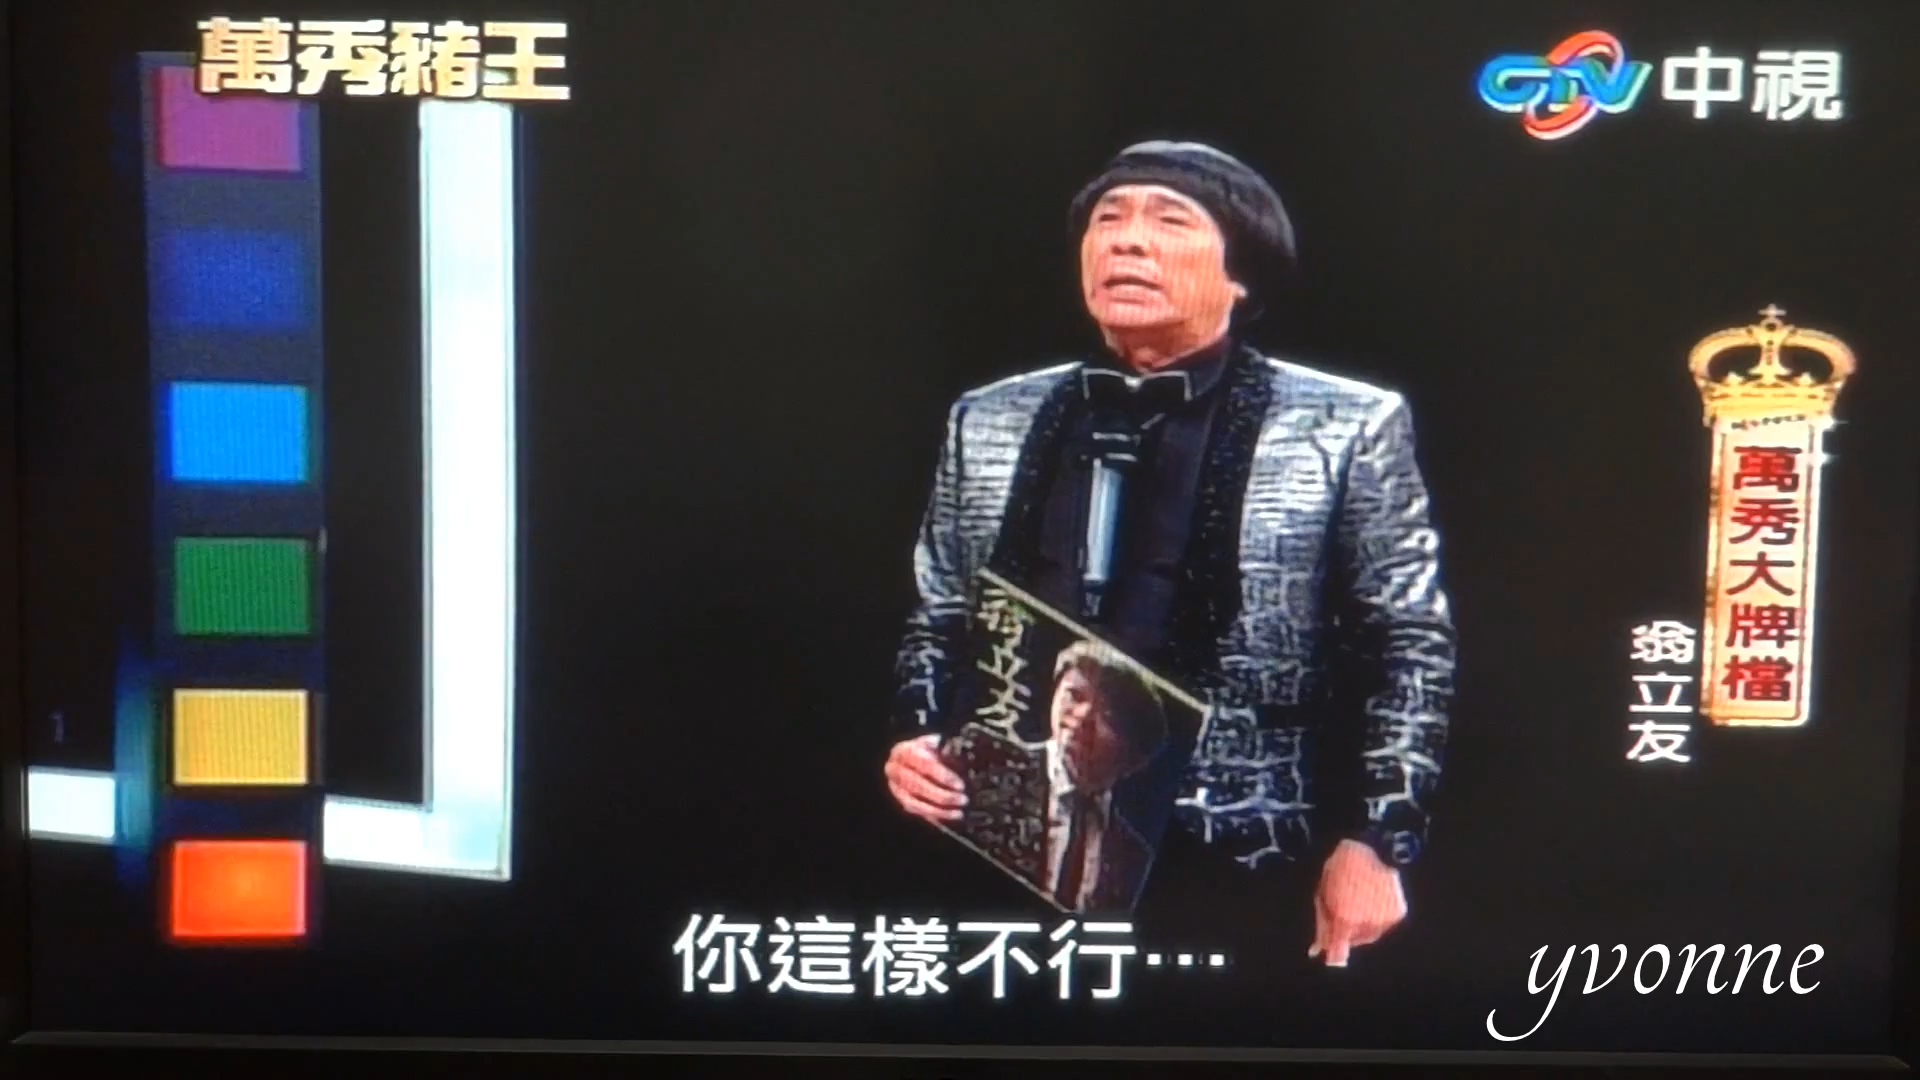 萬秀豬王
CTV中視
萬秀大牌檔
翁立友
翁立友
你這樣不行⋯
yvonne